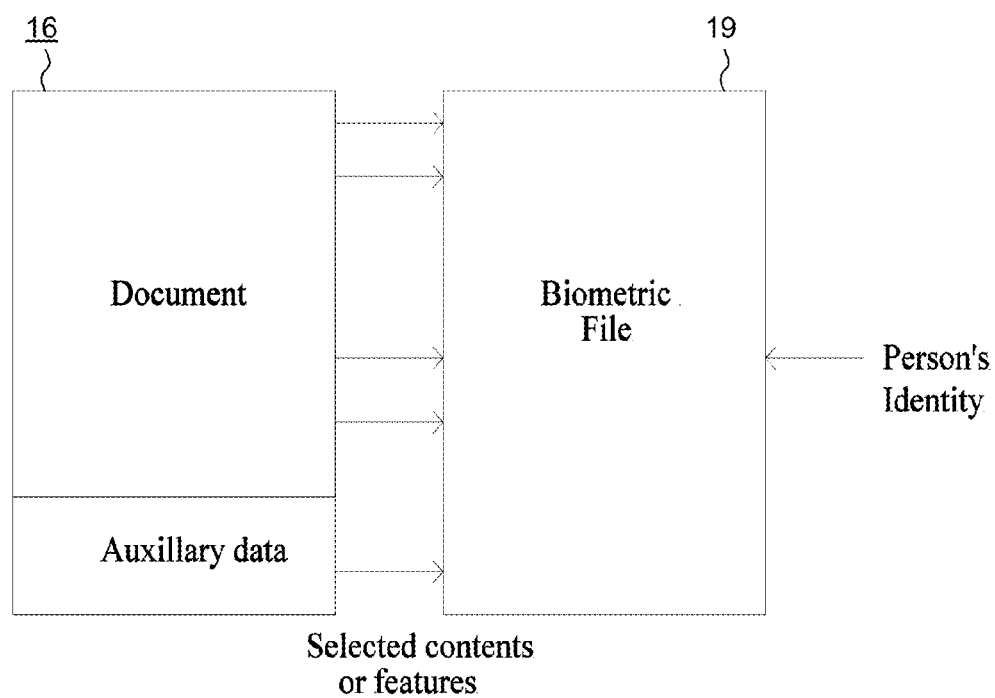 16
19
Document
Biometric
File
Person's
Identity
Auxillary data
Selected contents
or features